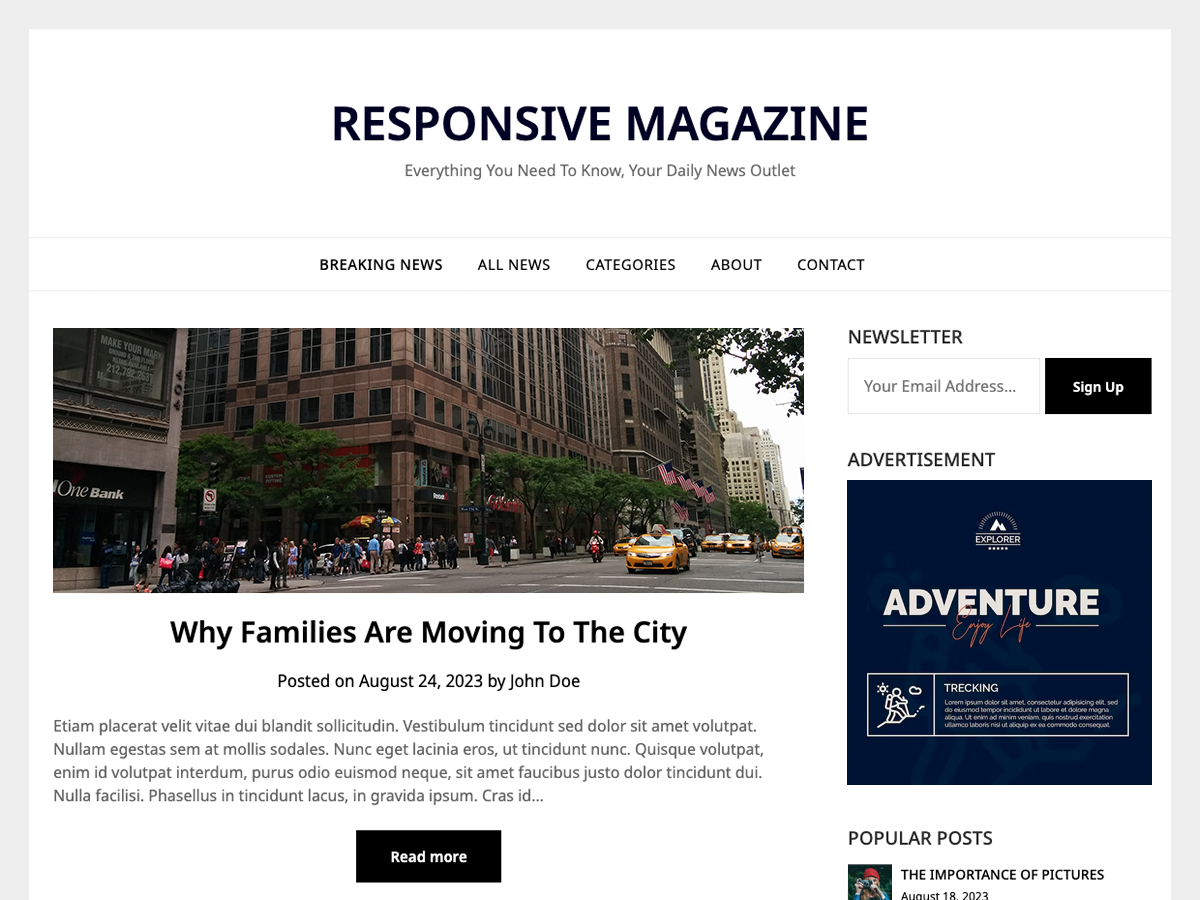 RESPONSIVE MAGAZINE
Everything You Need To Know, Your Daily News Outlet
BREAKING NEWS ALL NEWS CATEGORIES ABOUT CONTACT
MAKE YOUR MARK
212.792.2631
404
One Bank
Why Families Are Moving To The City
Posted on August 24, 2023 by John Doe
Etiam placerat velit vitae dui blandit sollicitudin. Vestibulum tincidunt sed dolor sit amet volutpat.
Nullam egestas sem at mollis sodales. Nunc eget lacinia eros, ut tincidunt nunc. Quisque volutpat,
enim id volutpat interdum, purus odio euismod neque, sit amet faucibus justo dolor tincidunt dui.
Nulla facilisi. Phasellus in tincidunt lacus, in gravida ipsum. Cras id...
Read more
NEWSLETTER
Your Email Address...
Sign Up
ADVERTISEMENT
EXPLORER
ADVENTURE
Enjoy Life
TRECKING
Lorem ipsum dolor sit amet, consectetur adipisicing elit, sed
do eiusmod tempor incididunt ut labore et dolore magna
aliqua. Ut enim ad minim veniam, quis nostrud exercitation
ullamco laboris nisi ut aliquip ex ea commodo consequat.
POPULAR POSTS
THE IMPORTANCE OF PICTURES
August 18, 2023